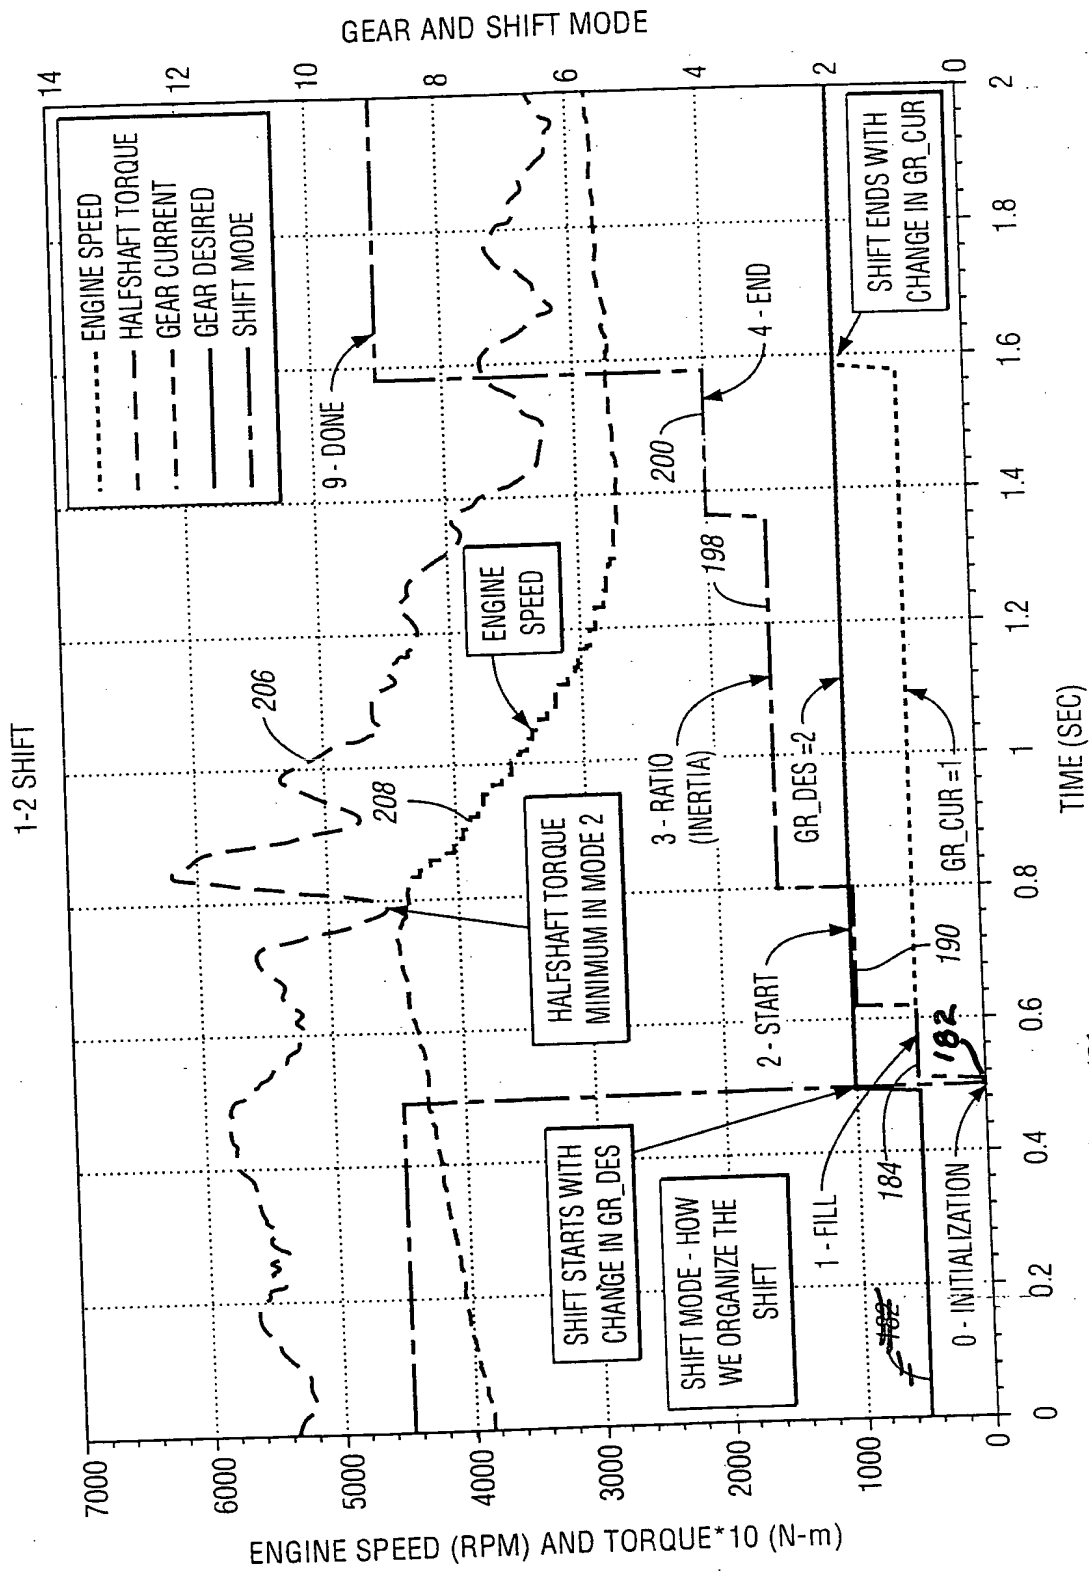 1-2 SHIFT
ENGINE SPEED (RPM) AND TORQUE*10 (N-m)
7000
6000
5000
4000
3000
2000
1000
0
GEAR AND SHIFT MODE
14
12
10
8
6
4
2
0
TIME (SEC)
0
0.2
0.4
0.6
0.8
1
1.2
1.4
1.6
1.8
2
ENGINE SPEED
HALFSHAFT TORQUE
GEAR CURRENT
GEAR DESIRED
SHIFT MODE
9 - DONE
206
208
ENGINE
SPEED
HALFSHAFT TORQUE
MINIMUM IN MODE 2
SHIFT STARTS WITH
CHANGE IN GR_DES
SHIFT MODE - HOW
WE ORGANIZE THE
SHIFT
3 - RATIO
(INERTIA)
198
200
4 - END
GR_DES =2
2 - START
1 - FILL
184
190
182
182
GR_CUR =1
0 - INITIALIZATION
SHIFT ENDS WITH
CHANGE IN GR_CUR